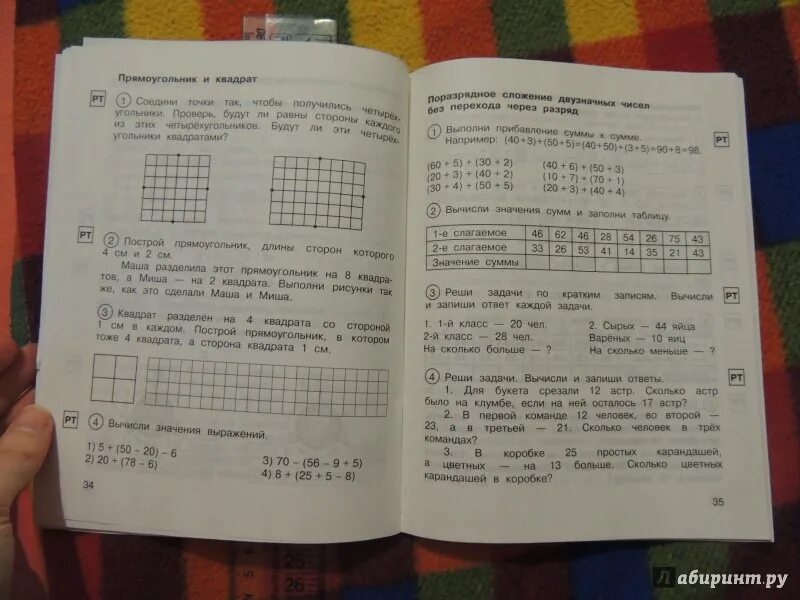 Прямоугольник и квадрат
РТ
1 Соедини точки так, чтобы получились четырёх-
угольники. Проверь, будут ли равны стороны каждого
из этих четырёхугольников. Будут ли эти четырёх-
угольники квадратами?
РТ
2 Построй прямоугольник, длины сторон которого
4 см и 2 см.
Маша разделила этот прямоугольник на 8 квадра-
тов, а Миша — на 2 квадрата. Выполни рисунки так
же, как это сделали Маша и Миша.
3 Квадрат разделён на 4 квадрата со стороной
1 см в каждом. Построй прямоугольник, в котором
тоже 4 квадрата, а сторона квадрата 1 см.
РТ
4 Вычисли значения выражений.
1) 5 + (50 – 20) – 6
2) 20 + (78 – 6)
3) 70 – (56 – 9 + 5)
4) 8 + (25 + 5 – 8)
34
Поразрядное сложение двузначных чисел
без перехода через разряд
РТ
1 Выполни прибавление суммы к сумме.
Например: (40+3)+(50+5)=(40+50)+(3+5)=90+8=98.
(60 + 5) + (30 + 2) (40 + 6) + (50 + 3)
(20 + 3) + (40 + 2) (10 + 7) + (70 + 1)
(30 + 4) + (50 + 5) (20 + 3) + (40 + 4)
2 Вычисли значения сумм и заполни таблицу.
1-е слагаемое 46 62 46 28 54 26 75 43
2-е слагаемое 33 26 53 41 14 35 21 43
Значение суммы
РТ
3 Реши задачи по кратким записям. Вычисли
и запиши ответ каждой задачи.
1. 1-й класс — 20 чел.
2-й класс — 28 чел.
На сколько больше — ?
2. Сырых — 44 яйца
Варёных — 10 яиц
На сколько меньше — ?
РТ
4 Реши задачи. Вычисли и запиши ответы.
1. Для букета срезали 12 астр. Сколько астр
было на клумбе, если на ней осталось 17 астр?
2. В первой команде 12 человек, во второй —
23, а в третьей — 21. Сколько человек в трёх
командах?
3. В коробке 25 простых карандашей,
а цветных — на 13 больше. Сколько цветных
карандашей в коробке?
35
25
26
Лабиринт.ру